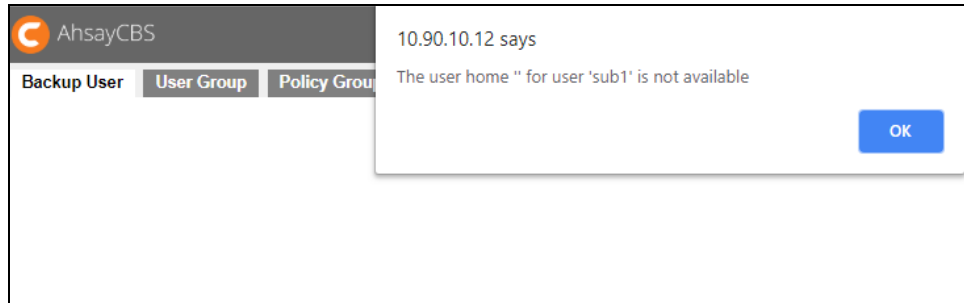 AhsayCBS
10.90.10.12 says
The user home '' for user 'sub1' is not available
OK
Backup User User Group Policy Grou